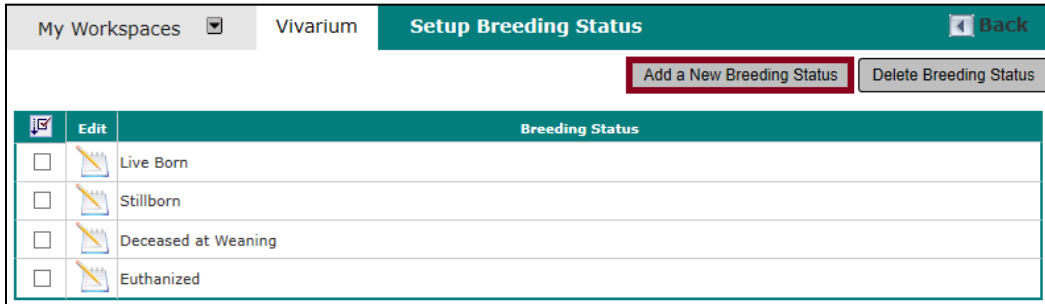 My Workspaces Vivarium Setup Breeding Status Back
Add a New Breeding Status Delete Breeding Status
Edit Breeding Status
Live Born
Stillborn
Deceased at Weaning
Euthanized